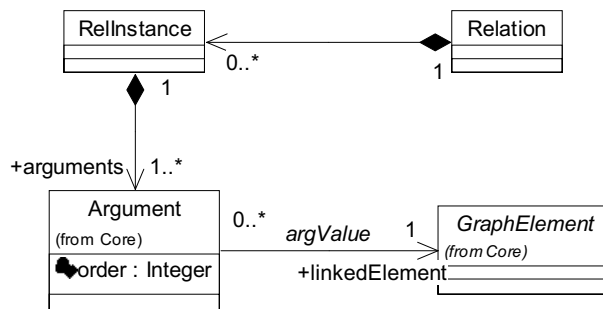 RelInstance
Relation
0..*
1
1
+arguments
1..*
Argument
(from Core)
order : Integer
0..*
argValue
1
+linkedElement
GraphElement
(from Core)